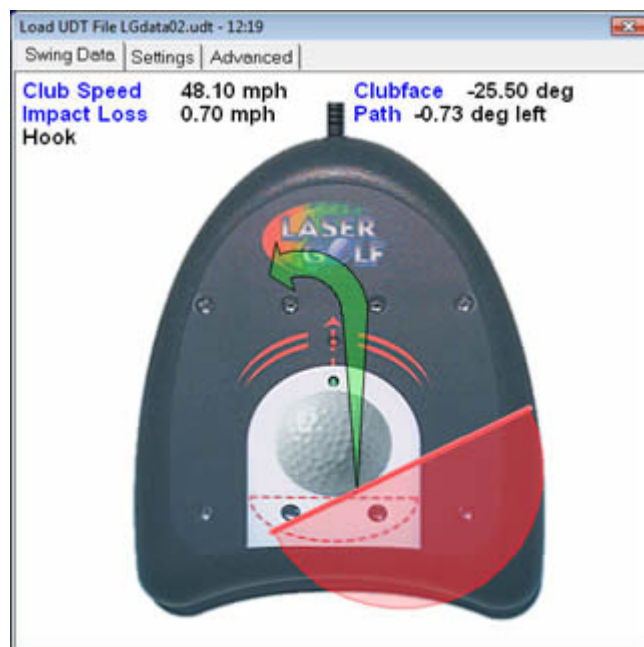 Load UDT File LGdata02.udt - 12:19
Swing Data Settings Advanced
Club Speed 48.10 mph Clubface -25.50 deg
Impact Loss 0.70 mph Path -0.73 deg left
Hook
LASER
GOLF